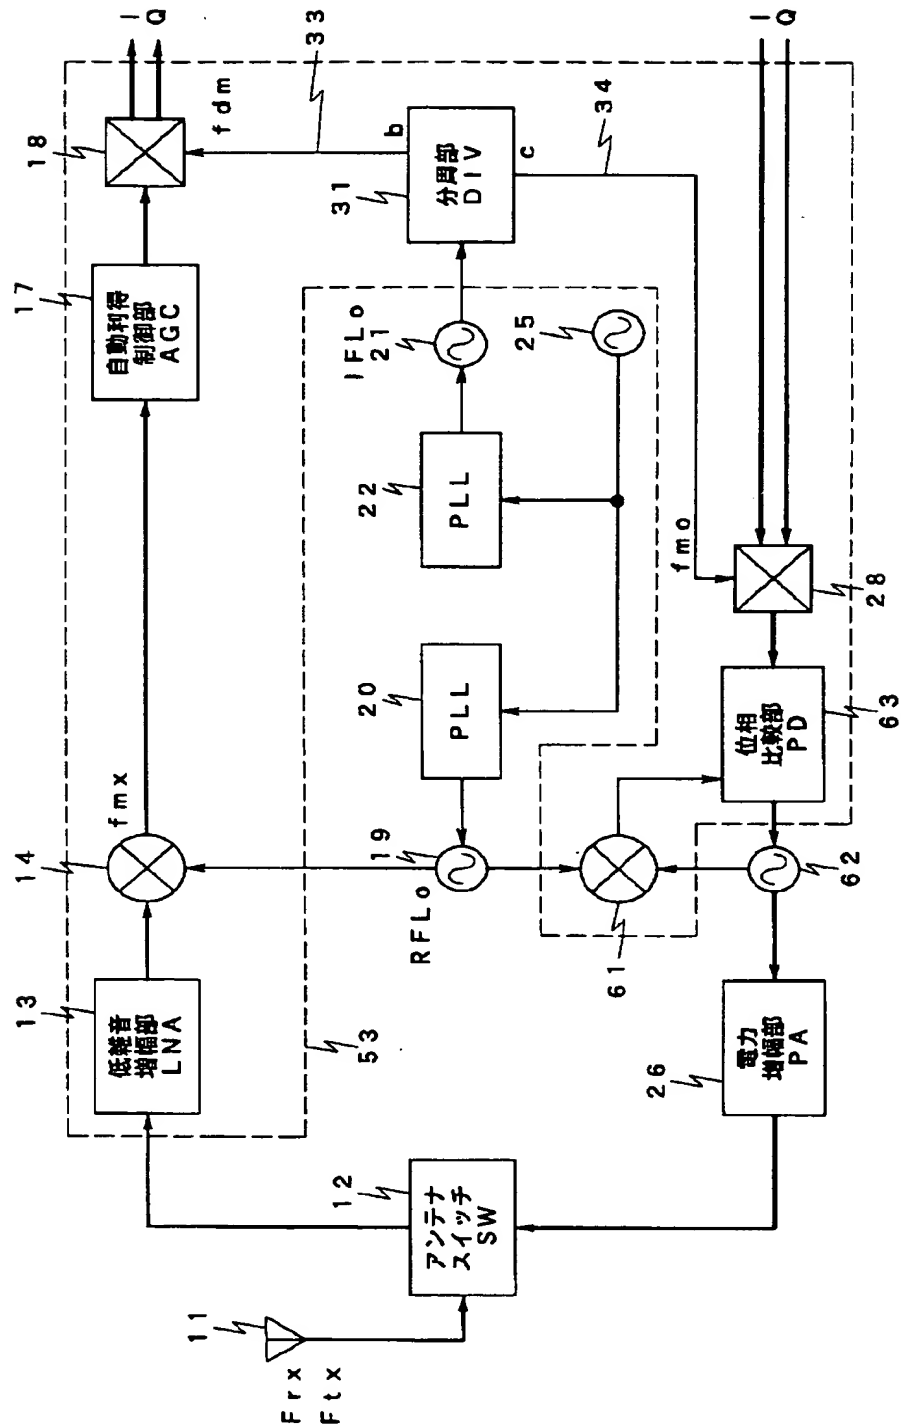 13
14
17
18
低雑音
増幅部
LNA
fmx
自動利得
制御部
AGC
I
Q
11
fdm
33
Frx
Ftx
12
53
アンテナ
スイッチ
SW
RFLo
19
20
PLL
22
PLL
IFLo
21
31
b
分周部
DIV
c
25
34
61
26
電力
増幅部
PA
62
位相
比較部
PD
63
fmo
28
I
Q